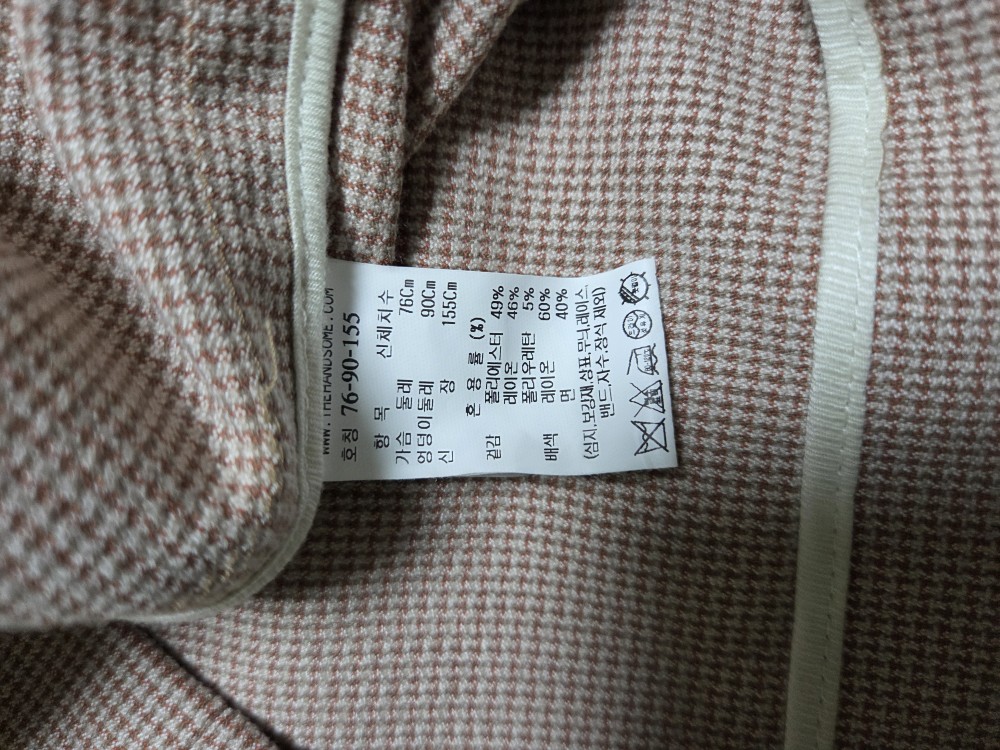 WWW.THEHANDSOME.COM
호칭 76-90-155
항 목 신체치수
가슴 둘레 76Cm
엉덩이둘레 90Cm
신 장 155Cm
혼 용 률 (%)
겉감 폴리에스터 49%
레이온 46%
폴리우레탄 5%
배색 레이온 60%
면 40%
(심지,보강재,상표,무늬,레이스,
밴드,자수,장식 제외)